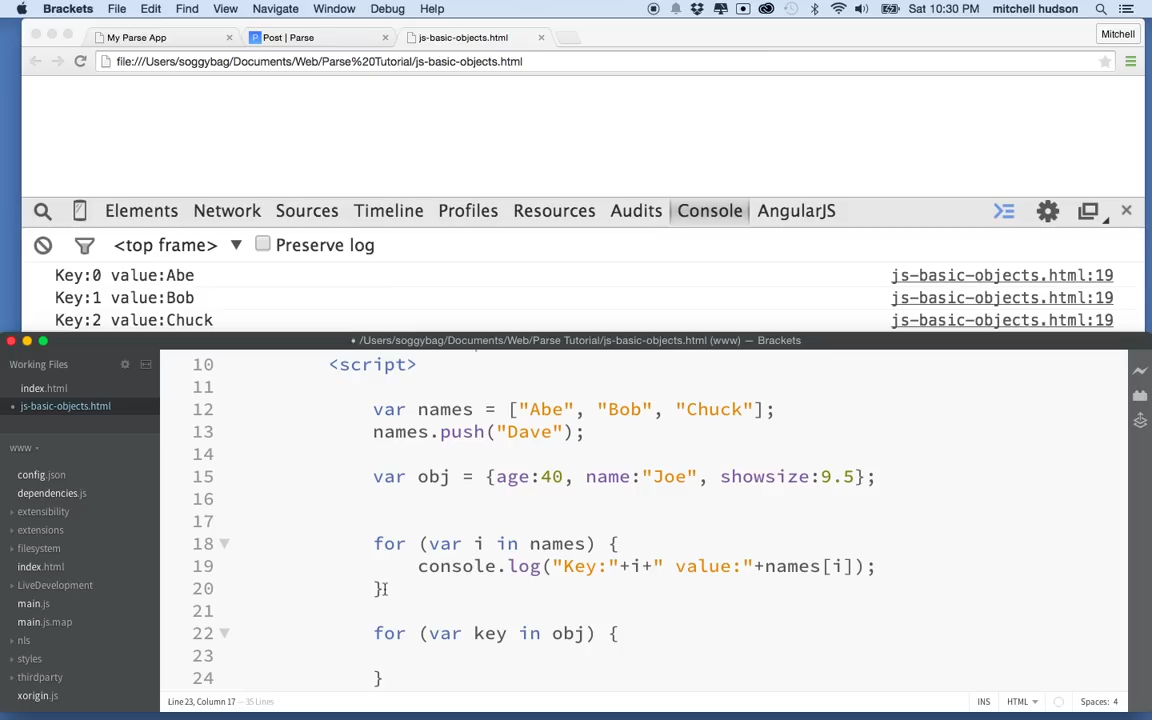 Brackets File Edit Find View Navigate Window Debug Help Sat 10:30 PM mitchell hudson
My Parse App Post | Parse js-basic-objects.html Mitchell
file:///Users/soggybag/Documents/Web/Parse%20Tutorial/js-basic-objects.html
Elements Network Sources Timeline Profiles Resources Audits Console AngularJS
<top frame> Preserve log
Key:0 value:Abe js-basic-objects.html:19
Key:1 value:Bob js-basic-objects.html:19
Key:2 value:Chuck js-basic-objects.html:19
• /Users/soggybag/Documents/Web/Parse Tutorial/js-basic-objects.html (www) — Brackets
Working Files
index.html
js-basic-objects.html
www
config.json
dependencies.js
extensibility
extensions
filesystem
index.html
LiveDevelopment
main.js
main.js.map
nls
styles
thirdparty
xorigin.js
10 <script>
11
12 var names = ["Abe", "Bob", "Chuck"];
13 names.push("Dave");
14
15 var obj = {age:40, name:"Joe", showsize:9.5};
16
17
18 for (var i in names) {
19 console.log("Key:"+i+" value:"+names[i]);
20 }
21
22 for (var key in obj) {
23
24 }
Line 23, Column 17 — 35 Lines INS HTML Spaces: 4